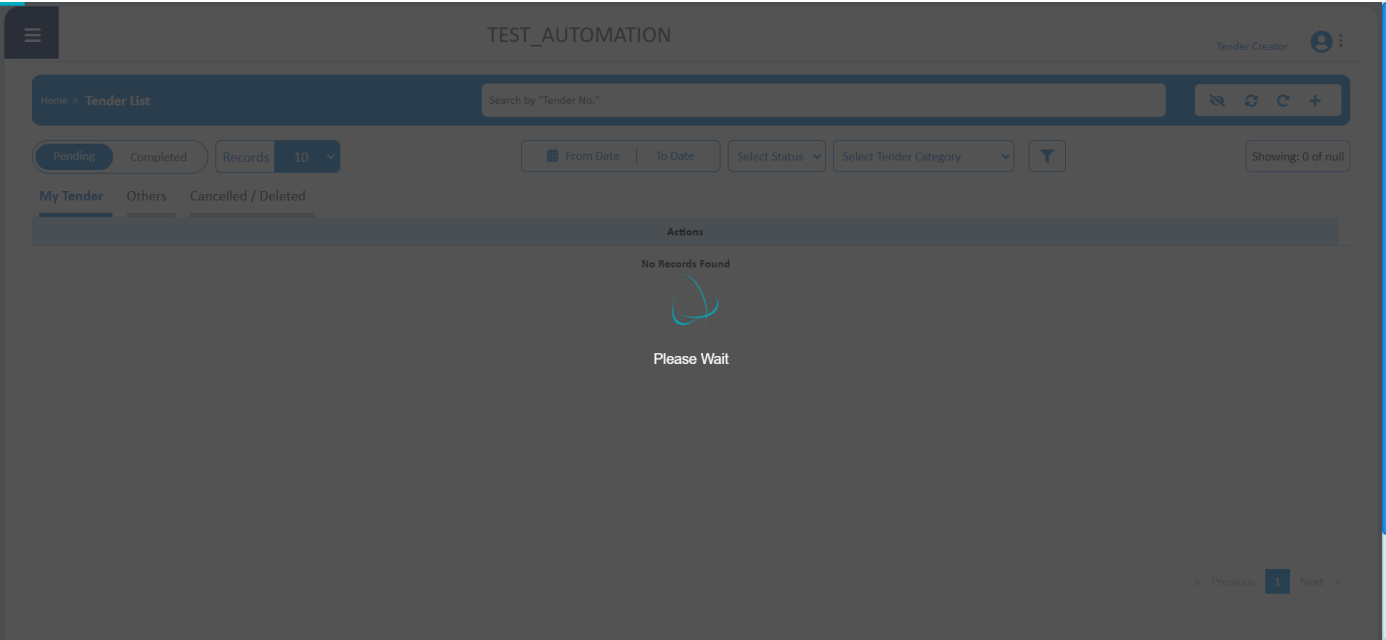 TEST_AUTOMATION
Tender Creator
Home > Tender List
Search by "Tender No."
Pending Completed Records 10 From Date To Date Select Status Select Tender Category Showing: 0 of null
My Tender Others Cancelled / Deleted
Actions
No Records Found
Please Wait
« Previous 1 Next »